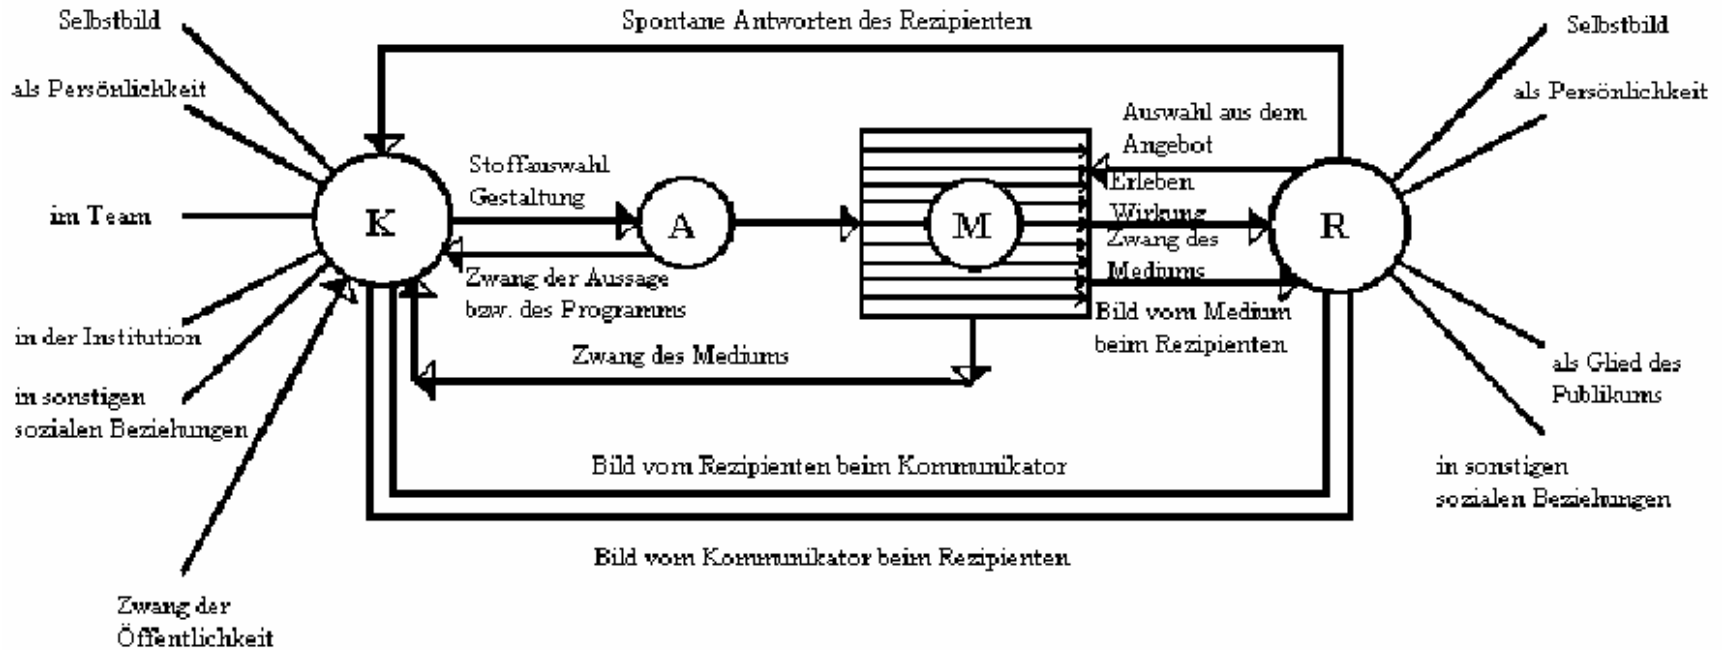 Spontane Antworten des Rezipienten
Selbstbild
als Persönlichkeit
im Team
in der Institution
in sonstigen
sozialen Beziehungen
Zwang der
Öffentlichkeit
K
Stoffauswahl
Gestaltung
Zwang der Aussage
bzw. des Programms
A
Zwang des Mediums
M
Auswahl aus dem
Angebot
Erleben
Wirkung
Zwang des
Mediums
Bild vom Medium
beim Rezipienten
R
Selbstbild
als Persönlichkeit
als Glied des
Publikums
in sonstigen
sozialen Beziehungen
Bild vom Rezipienten beim Kommunikator
Bild vom Kommunikator beim Rezipienten